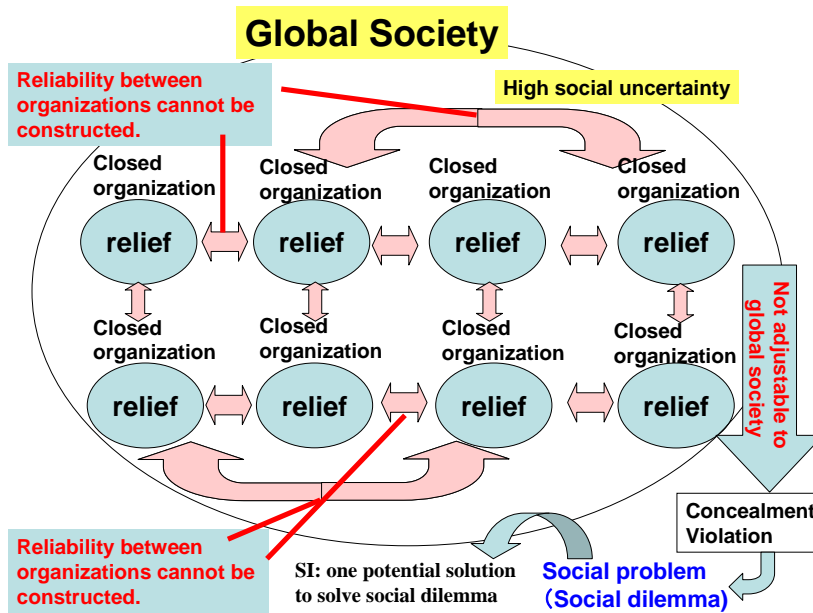 Global Society
Reliability between
organizations cannot be
constructed.
High social uncertainty
Closed
organization
Closed
organization
Closed
organization
Closed
organization
relief
relief
relief
relief
Not adjustable to
global society
Closed
organization
Closed
organization
Closed
organization
Closed
organization
relief
relief
relief
relief
Concealment
Violation
Reliability between
organizations cannot be
constructed.
SI: one potential solution
to solve social dilemma
Social problem
（Social dilemma)